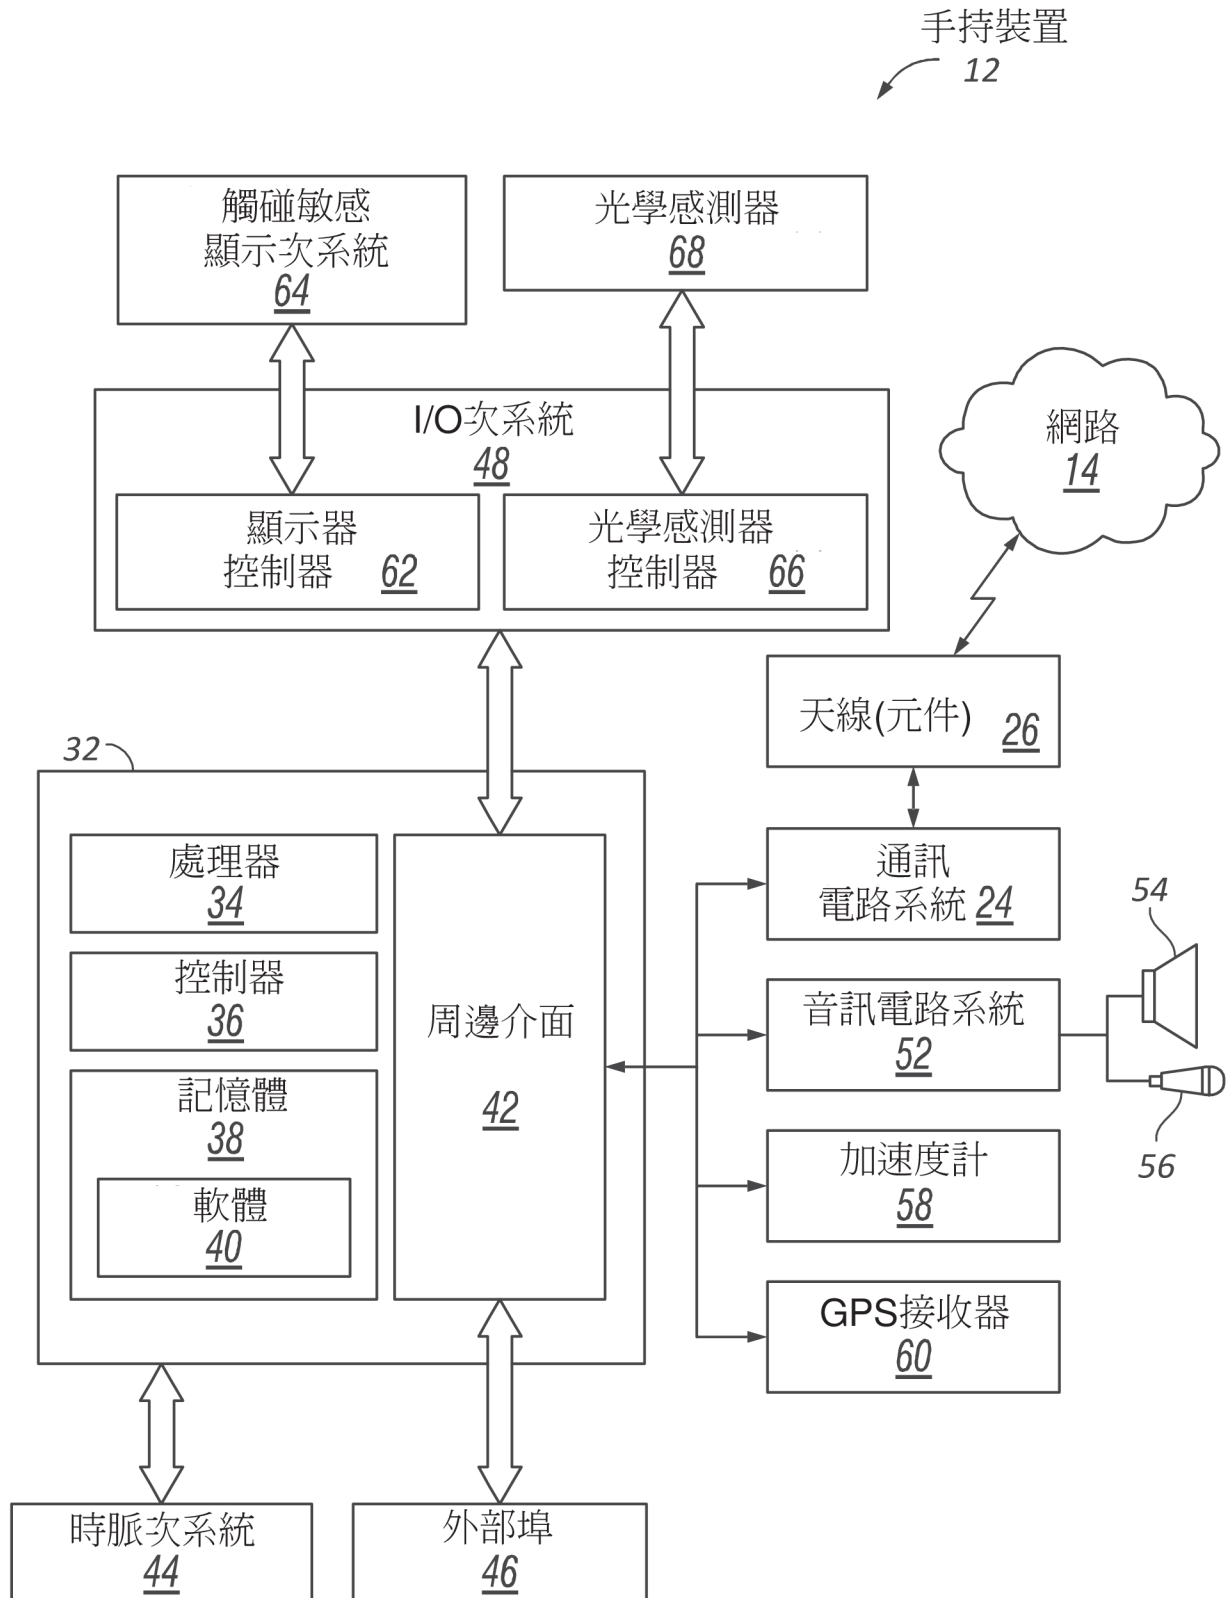 手持裝置
12
觸碰敏感
顯示次系統
64
光學感測器
68
I/O次系統
48
顯示器
控制器 62
光學感測器
控制器 66
網路
14
天線(元件) 26
32
處理器
34
控制器
36
記憶體
38
軟體
40
周邊介面
42
通訊
電路系統 24
音訊電路系統
52
54
56
加速度計
58
GPS接收器
60
時脈次系統
44
外部埠
46